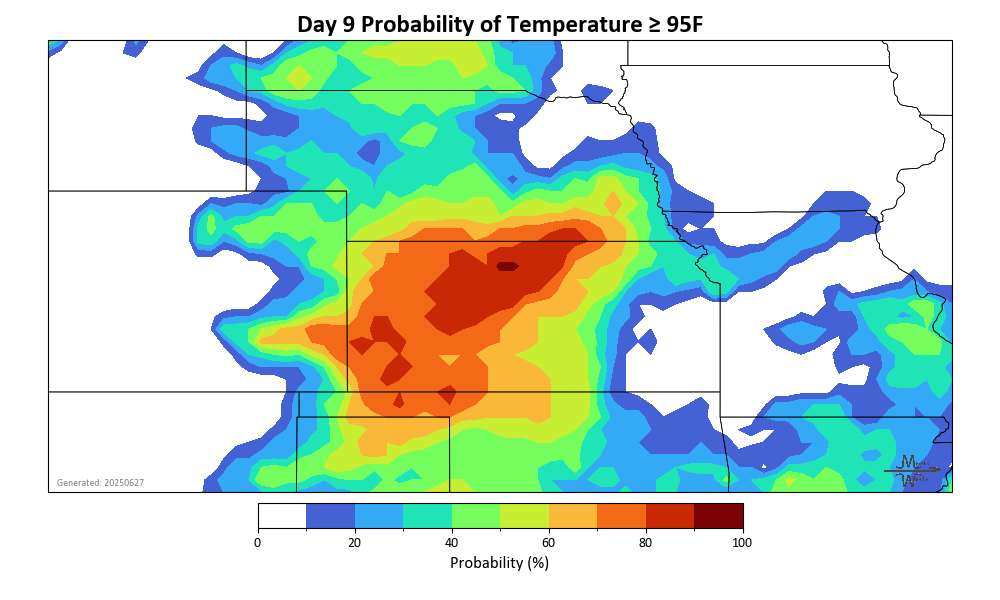 Day 9 Probability of Temperature ≥ 95F
Generated: 20250627
0 20 40 60 80 100
Probability (%)